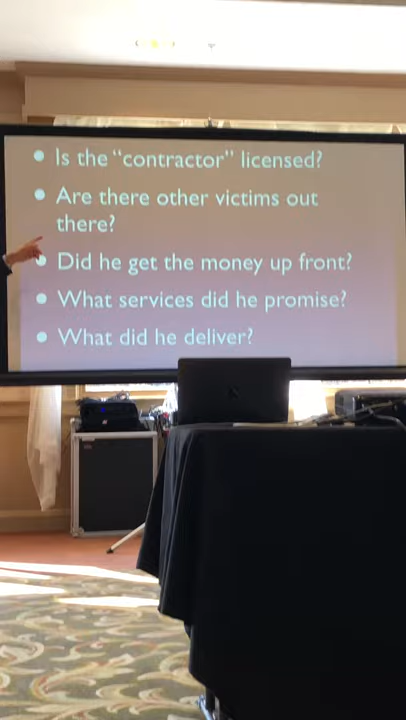 • Is the “contractor” licensed?
• Are there other victims out
there?
• Did he get the money up front?
• What services did he promise?
• What did he deliver?